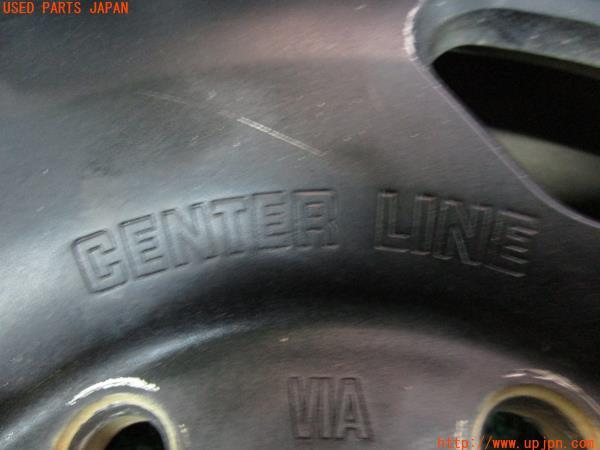 USED PARTS JAPAN
CENTER LINE
VIA
http://www.upjpn.com